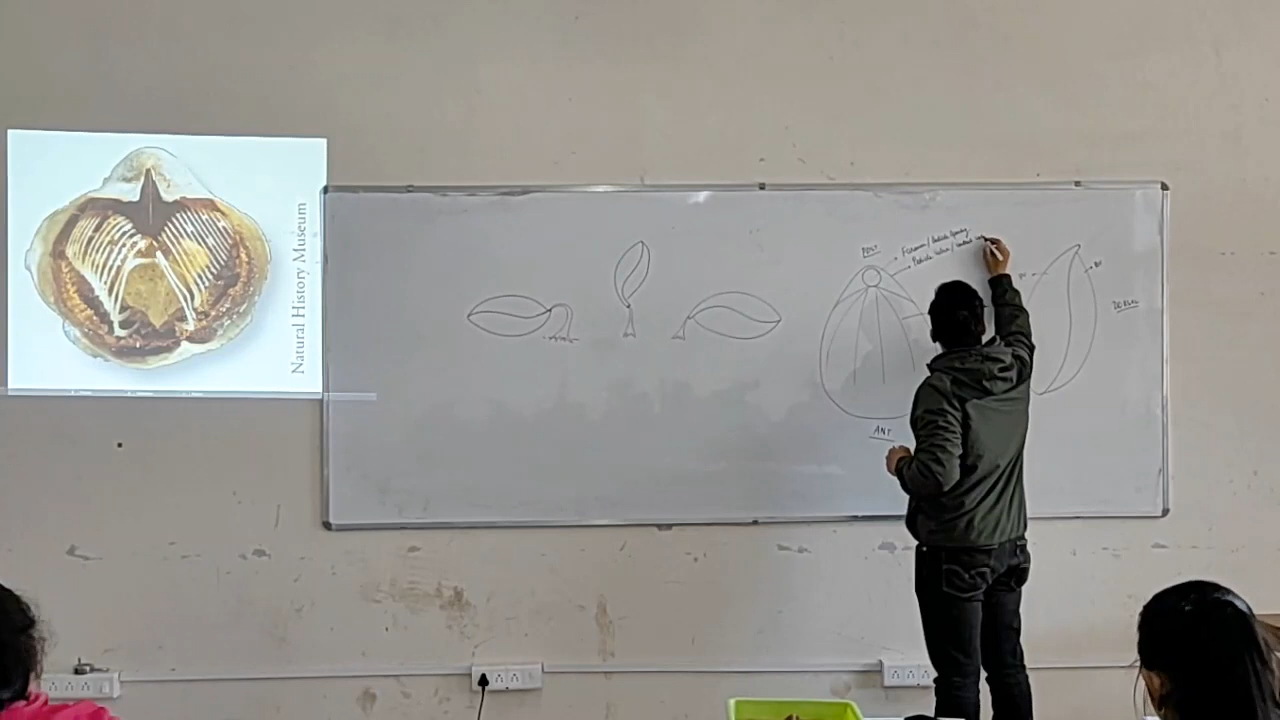 Natural History Museum
POST
Foramen / Pedicle Opening
Pedicle Valve / Ventral
DORSAL
ANT